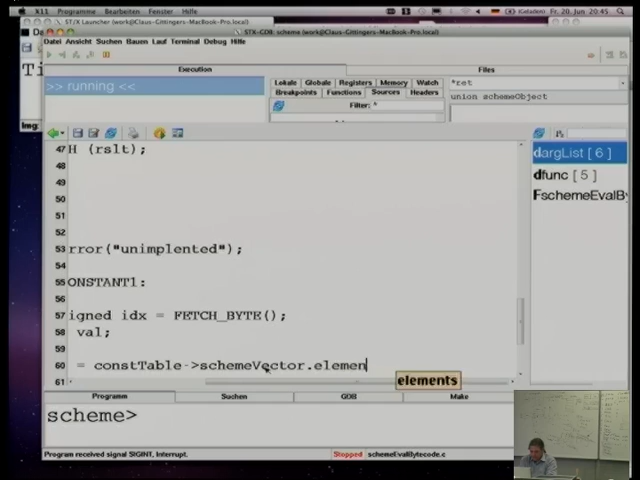 X11 Programme Fenster Hilfe
(Geladen) Fr. 20. Jun 20:45
ST/X Launcher (work@Claus-Gittingers-MacBook-Pro.local)
STX-CDB: scheme (work@Claus-Gittingers-MacBook-Pro.local)
Datei Ansicht Suchen Bauen Lauf Terminal Debug Hilfe
Execution
Files
>> running <<
Lokale Globale Registers Memory Watch
Breakpoints Funktions Sources Headers
Filter: *
*ret
union schemeObject
Img:
47 H (rslt);
48
49
50
51
52
53 rror("unimplented");
54
55 ONSTANT1:
56
57 igned idx = FETCH_BYTE();
58 val;
59
60 = constTable->schemeVector.elemen
61
elements
dargList [ 6 ]
dfunc [ 5 ]
FschemeEvalBy
Programm Suchen GDB Make
scheme>
Program received signal SIGINT, Interrupt.
Stopped
schemeEvalBytecode.c